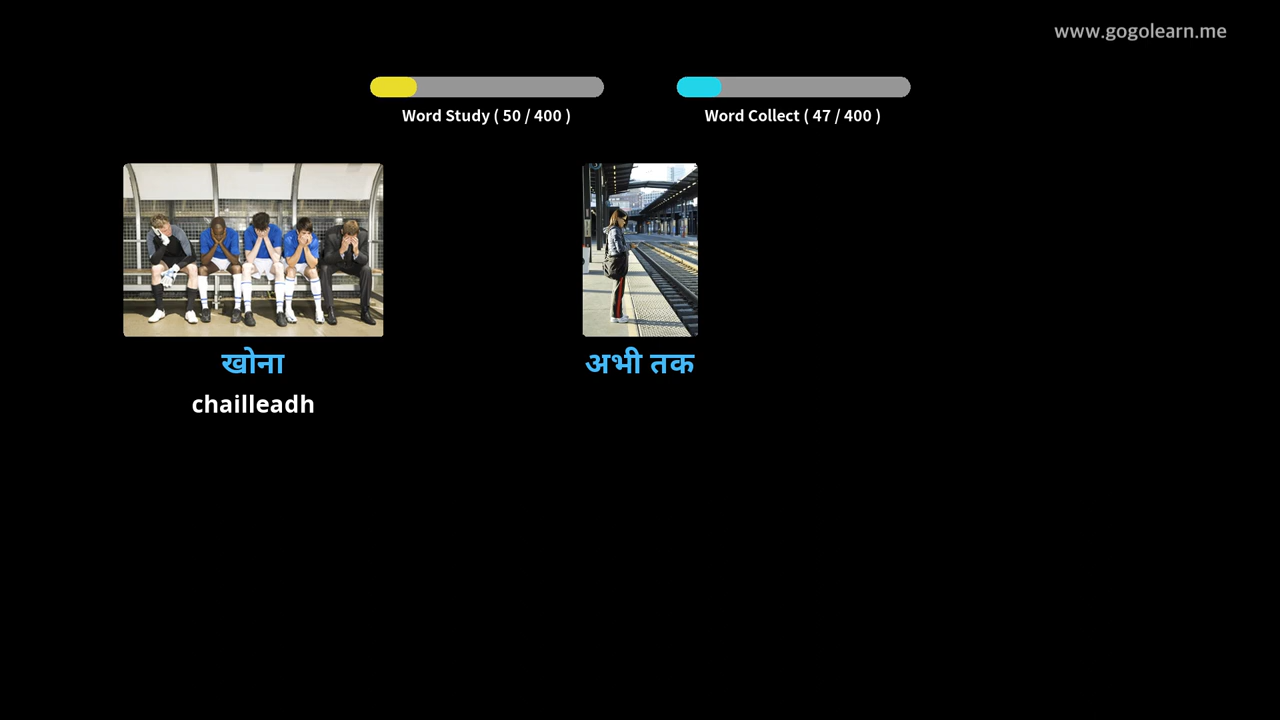 www.gogolearn.me
Word Study ( 50 / 400 )
Word Collect ( 47 / 400 )
खोना
अभी तक
chailleadh